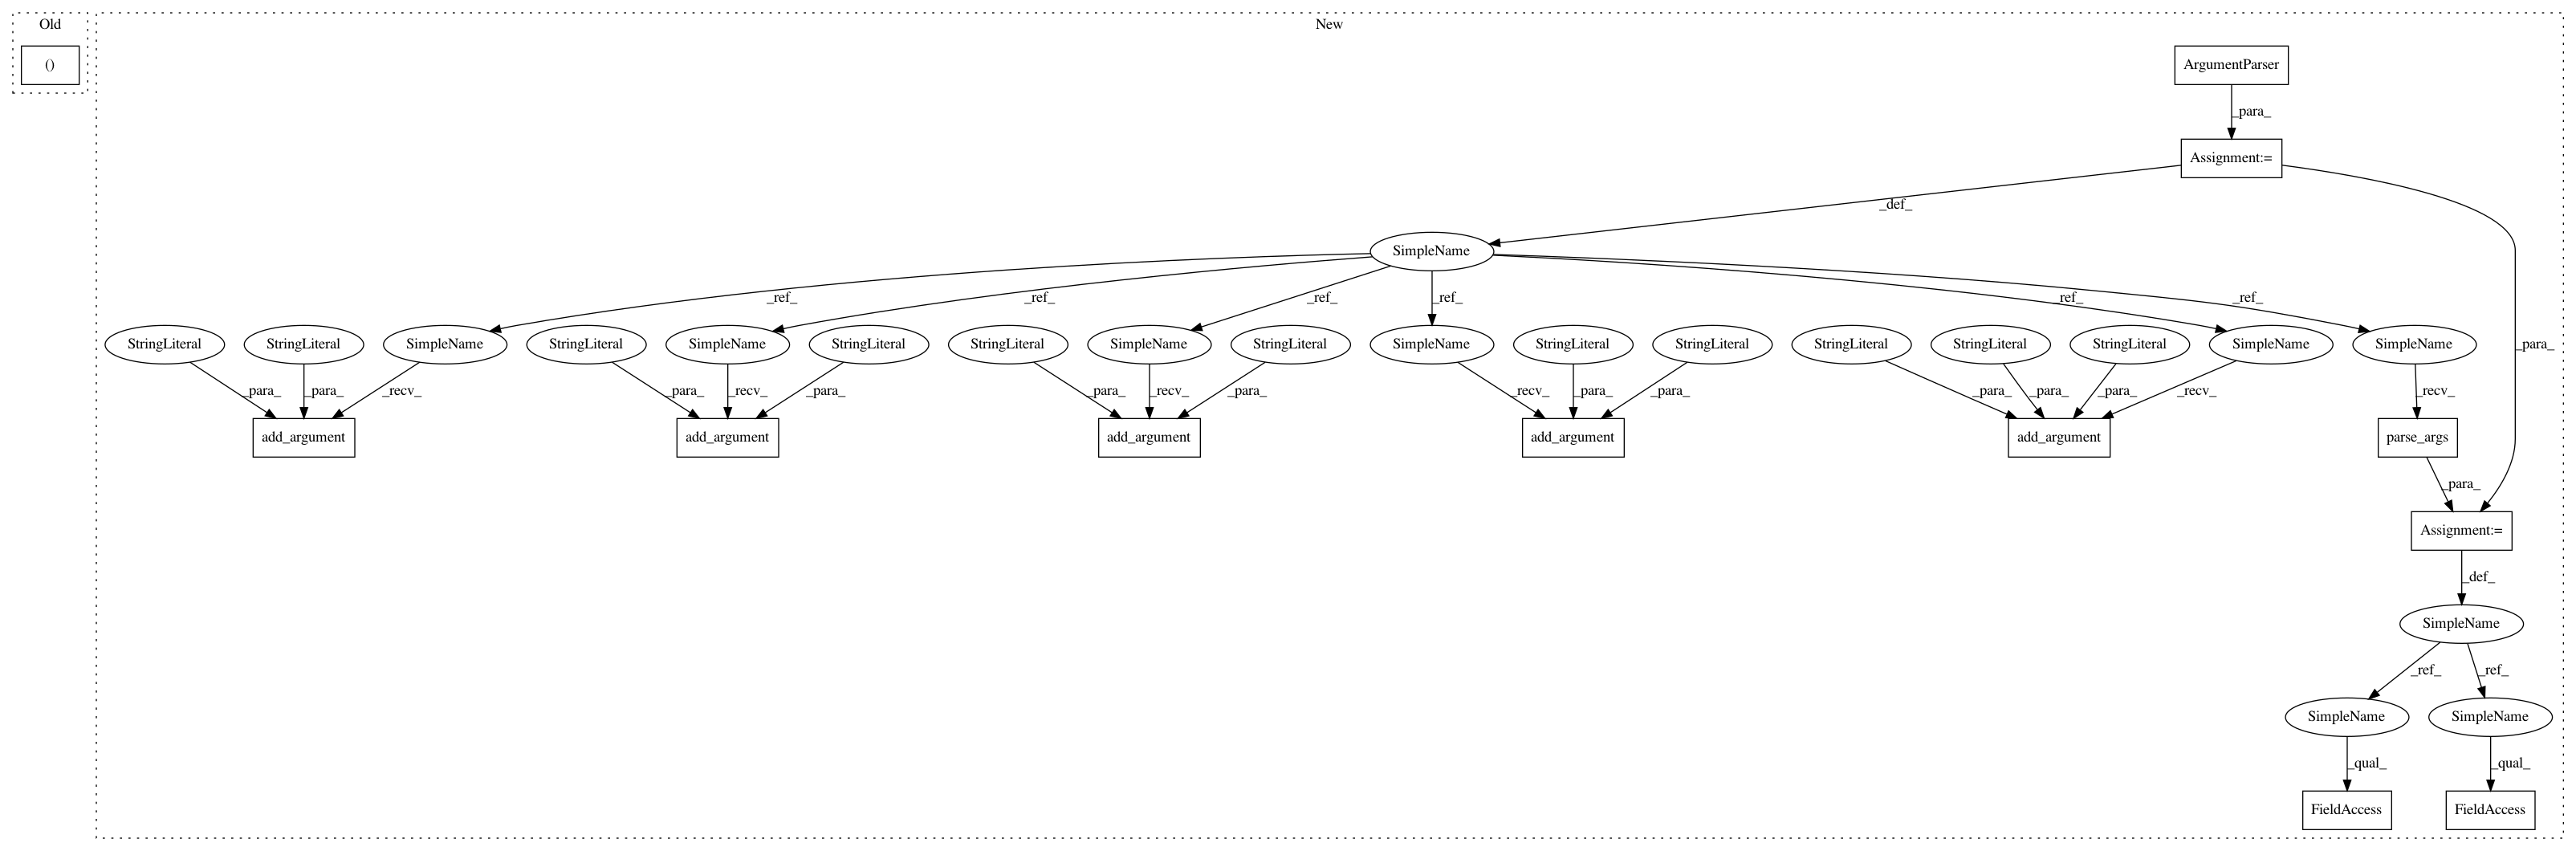 Old
New
()
ArgumentParser
_para_
Assignment:=
_def_
SimpleName
_ref_ _ref_ _ref_ _ref_ _ref_ _ref_
_para_
StringLiteral StringLiteral SimpleName StringLiteral SimpleName StringLiteral StringLiteral SimpleName StringLiteral SimpleName StringLiteral StringLiteral StringLiteral StringLiteral StringLiteral SimpleName SimpleName
_para_ _para_ _recv_ _para_ _recv_ _para_ _para_ _recv_ _para_ _recv_ _para_ _para_ _para_ _para_ _para_ _recv_ _recv_
add_argument add_argument add_argument add_argument add_argument parse_args
_para_
Assignment:=
_def_
SimpleName
_ref_ _ref_
SimpleName SimpleName
_qual_ _qual_
FieldAccess FieldAccess